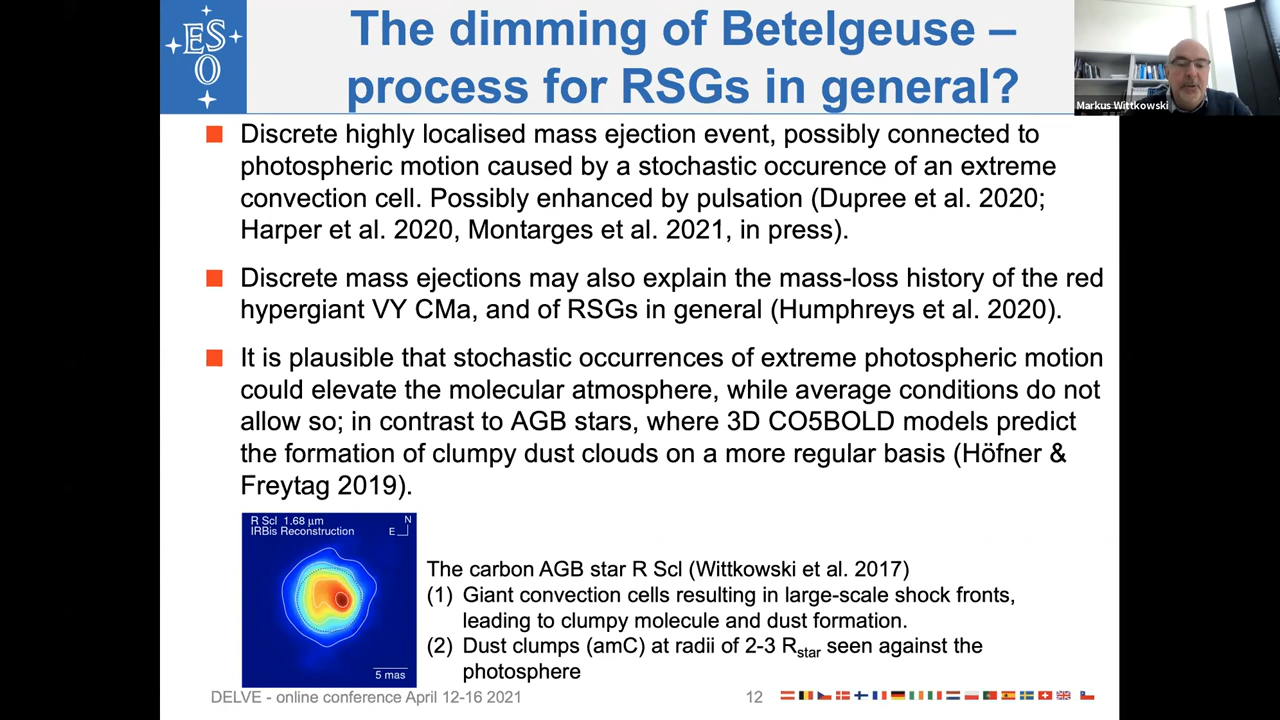 ESO
The dimming of Betelgeuse –
process for RSGs in general?
Markus Wittkowski
Discrete highly localised mass ejection event, possibly connected to
photospheric motion caused by a stochastic occurence of an extreme
convection cell. Possibly enhanced by pulsation (Dupree et al. 2020;
Harper et al. 2020, Montarges et al. 2021, in press).
Discrete mass ejections may also explain the mass-loss history of the red
hypergiant VY CMa, and of RSGs in general (Humphreys et al. 2020).
It is plausible that stochastic occurrences of extreme photospheric motion
could elevate the molecular atmosphere, while average conditions do not
allow so; in contrast to AGB stars, where 3D CO5BOLD models predict
the formation of clumpy dust clouds on a more regular basis (Höfner &
Freytag 2019).
R Scl 1.68 μm
IRBis Reconstruction
N
E
5 mas
The carbon AGB star R Scl (Wittkowski et al. 2017)
(1) Giant convection cells resulting in large-scale shock fronts,
leading to clumpy molecule and dust formation.
(2) Dust clumps (amC) at radii of 2-3 Rstar seen against the
photosphere
DELVE - online conference April 12-16 2021
12